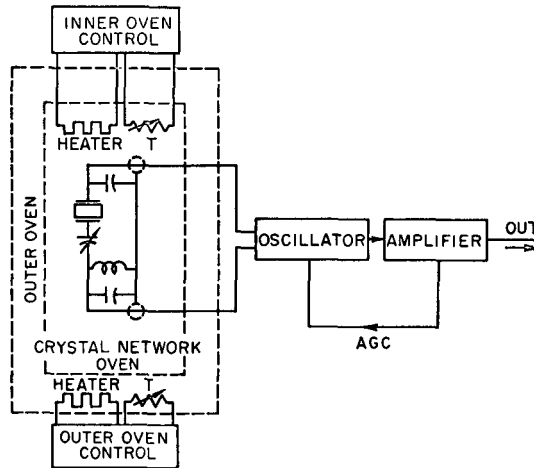 INNER OVEN
CONTROL
HEATER T
OUTER OVEN
OSCILLATOR
AMPLIFIER
OUT
AGC
CRYSTAL NETWORK
OVEN
HEATER T
OUTER OVEN
CONTROL